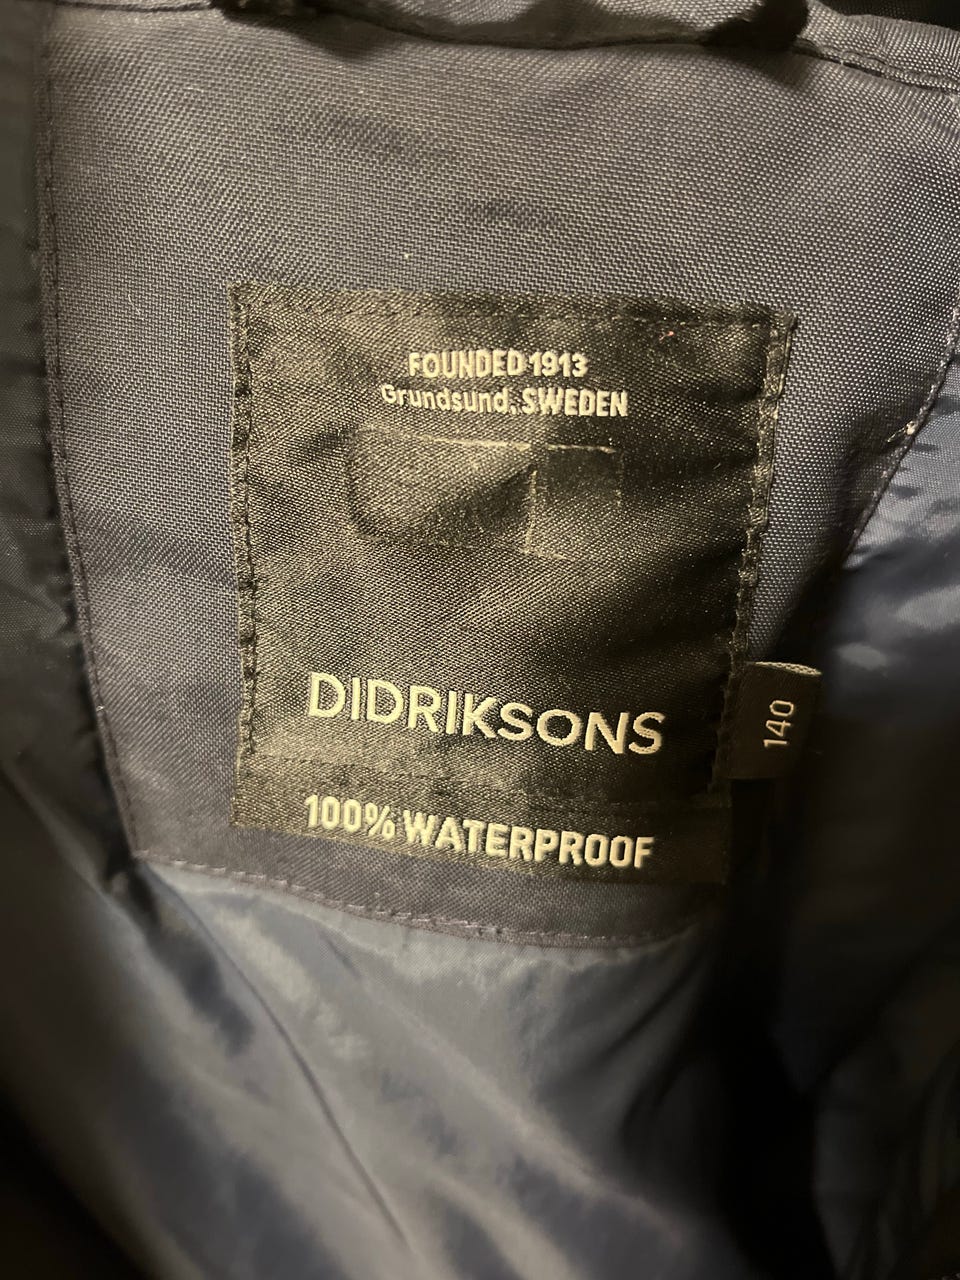 FOUNDED 1913
Grundsund, SWEDEN
DIDRIKSONS
140
100% WATERPROOF